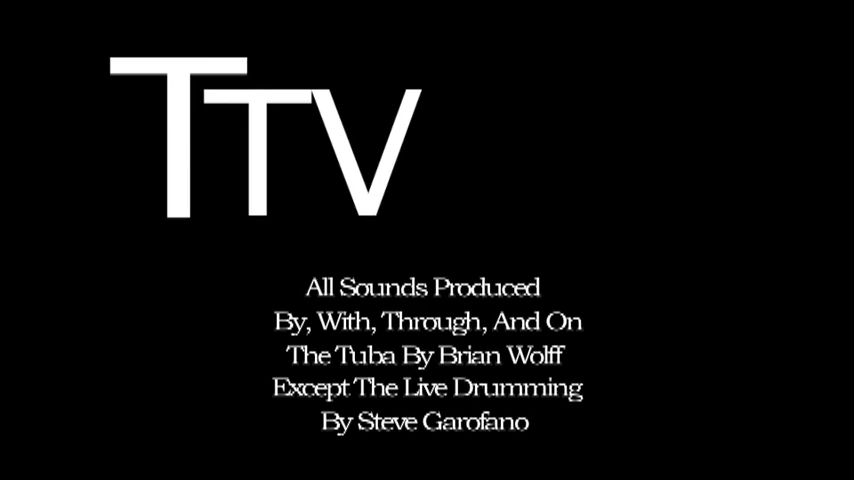 TTV
All Sounds Produced
By, With, Through, And On
The Tuba By Brian Wolff
Except The Live Drumming
By Steve Garofano